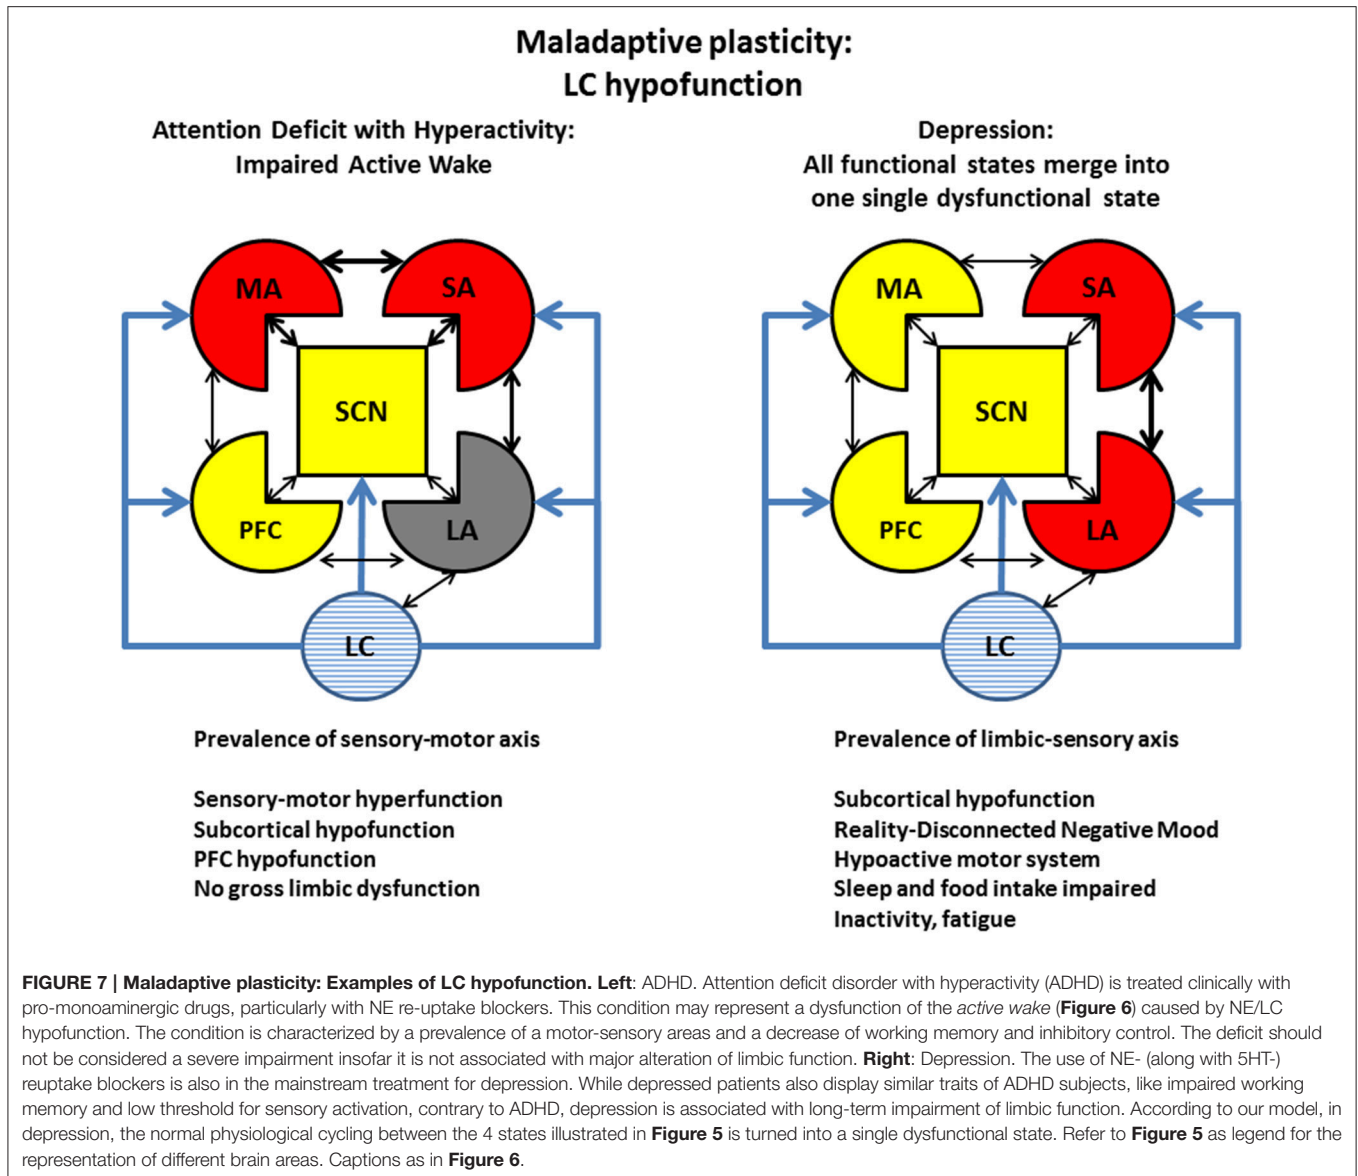 Maladaptive plasticity:
LC hypofunction
Attention Deficit with Hyperactivity:
Impaired Active Wake
MA
SA
SCN
PFC
LA
LC
Prevalence of sensory-motor axis
Sensory-motor hyperfunction
Subcortical hypofunction
PFC hypofunction
No gross limbic dysfunction
Depression:
All functional states merge into
one single dysfunctional state
MA
SA
SCN
PFC
LA
LC
Prevalence of limbic-sensory axis
Subcortical hypofunction
Reality-Disconnected Negative Mood
Hypoactive motor system
Sleep and food intake impaired
Inactivity, fatigue
FIGURE 7 | Maladaptive plasticity: Examples of LC hypofunction. Left: ADHD. Attention deficit disorder with hyperactivity (ADHD) is treated clinically with
pro-monoaminergic drugs, particularly with NE re-uptake blockers. This condition may represent a dysfunction of the active wake (Figure 6) caused by NE/LC
hypofunction. The condition is characterized by a prevalence of a motor-sensory areas and a decrease of working memory and inhibitory control. The deficit should
not be considered a severe impairment insofar it is not associated with major alteration of limbic function. Right: Depression. The use of NE- (along with 5HT-)
reuptake blockers is also in the mainstream treatment for depression. While depressed patients also display similar traits of ADHD subjects, like impaired working
memory and low threshold for sensory activation, contrary to ADHD, depression is associated with long-term impairment of limbic function. According to our model, in
depression, the normal physiological cycling between the 4 states illustrated in Figure 5 is turned into a single dysfunctional state. Refer to Figure 5 as legend for the
representation of different brain areas. Captions as in Figure 6.